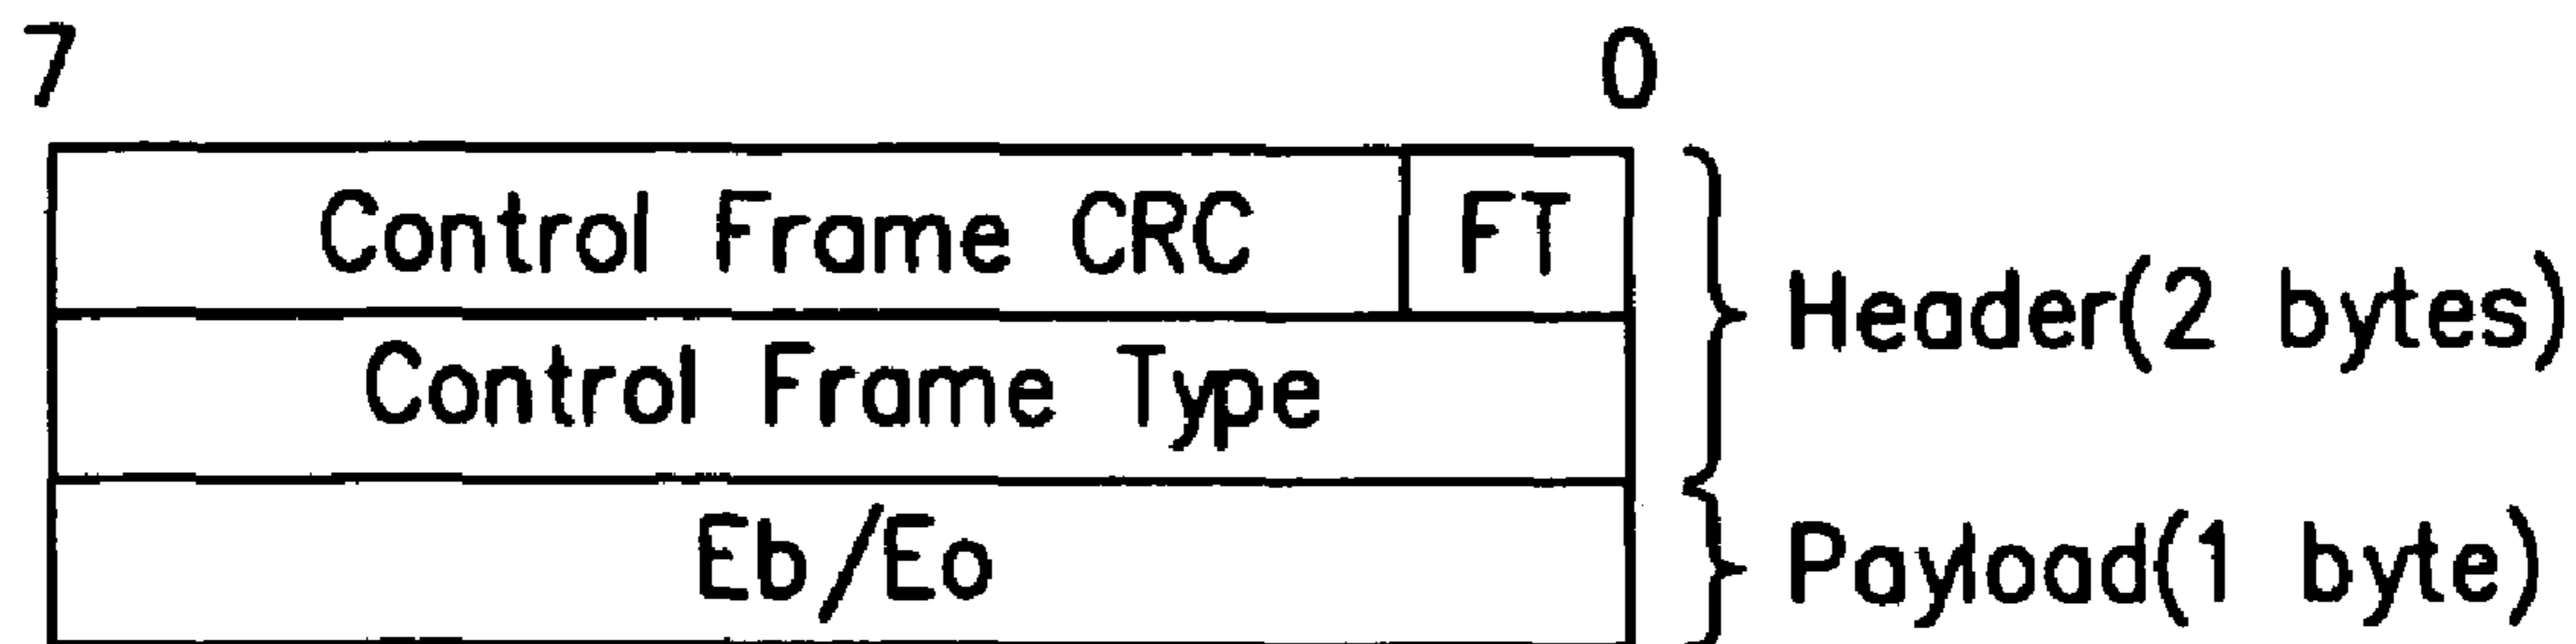 7 0
Control Frame CRC FT
Header(2 bytes)
Control Frame Type
Eb/Eo
Payload(1 byte)